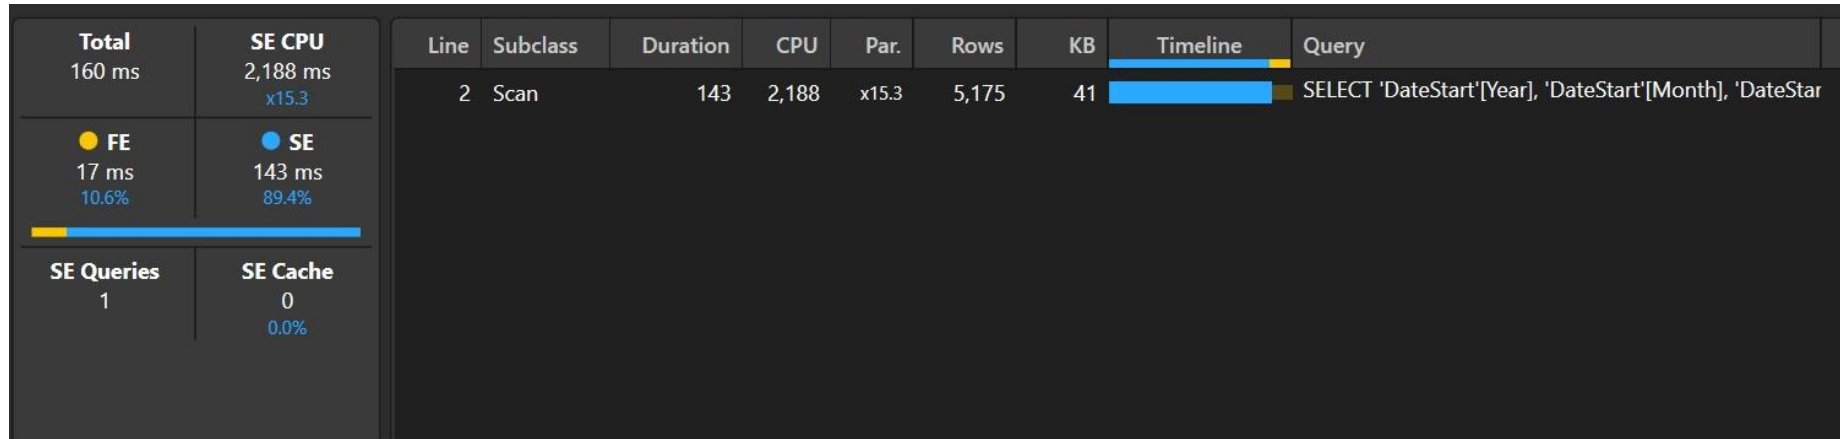 Total SE CPU
160 ms 2,188 ms
x15.3
FE SE
17 ms 143 ms
10.6% 89.4%
SE Queries SE Cache
1 0
0.0%
Line Subclass Duration CPU Par. Rows KB Timeline Query
2 Scan 143 2,188 x15.3 5,175 41 SELECT 'DateStart'[Year], 'DateStart'[Month], 'DateStar